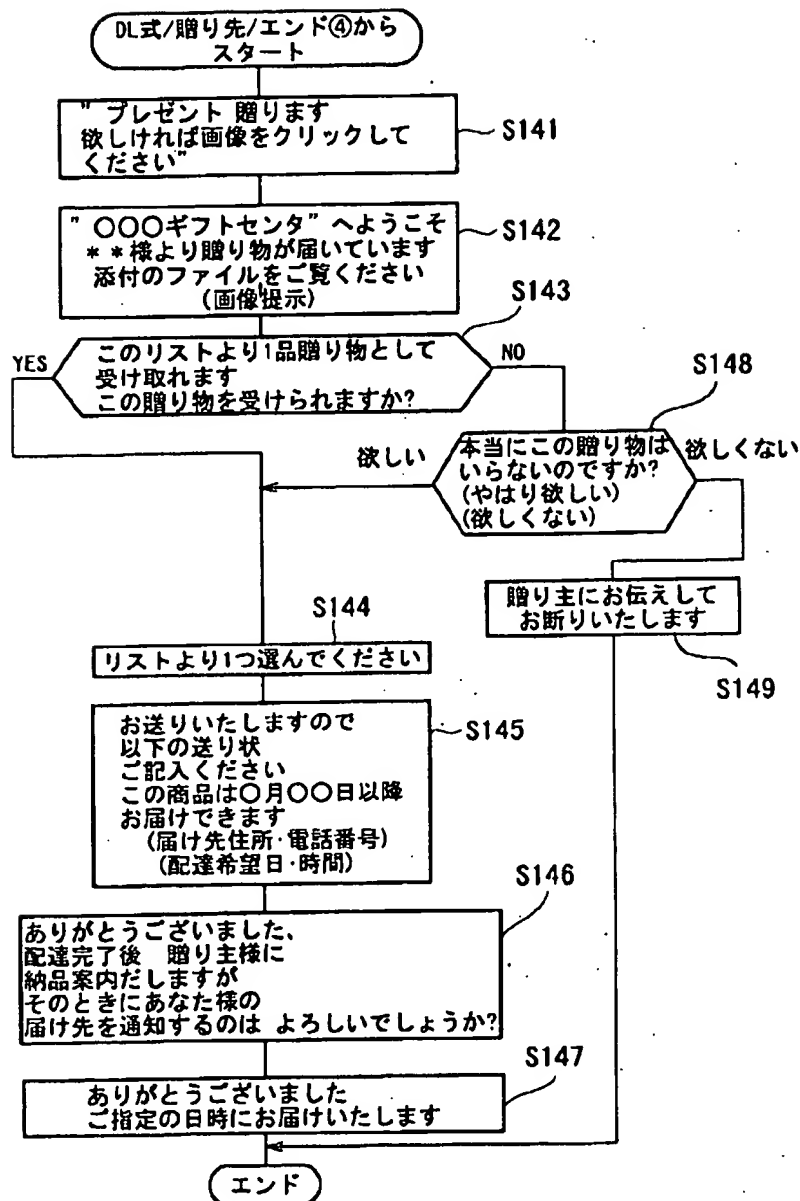 DL式/贈り先/エンド④から
スタート
" プレゼント 贈ります
欲しければ画像をクリックして
ください"
S141
" 〇〇〇ギフトセンタ" へようこそ
＊＊様より贈り物が届いています
添付のファイルをご覧ください
(画像提示)
S142
S143
このリストより1品贈り物として
受け取れます
この贈り物を受けられますか?
YES
NO
S148
本当にこの贈り物は
いらないのですか?
(やはり欲しい)
(欲しくない)
欲しい
欲しくない
贈り主にお伝えして
お断りいたします
S149
S144
リストより1つ選んでください
お送りいたしますので
以下の送り状
ご記入ください
この商品は〇月〇〇日以降
お届けできます
(届け先住所・電話番号)
(配達希望日・時間)
S145
S146
ありがとうございました、
配達完了後 贈り主様に
納品案内だしますが
そのときにあなた様の
届け先を通知するのは よろしいでしょうか?
S147
ありがとうございました
ご指定の日時にお届けいたします
エンド